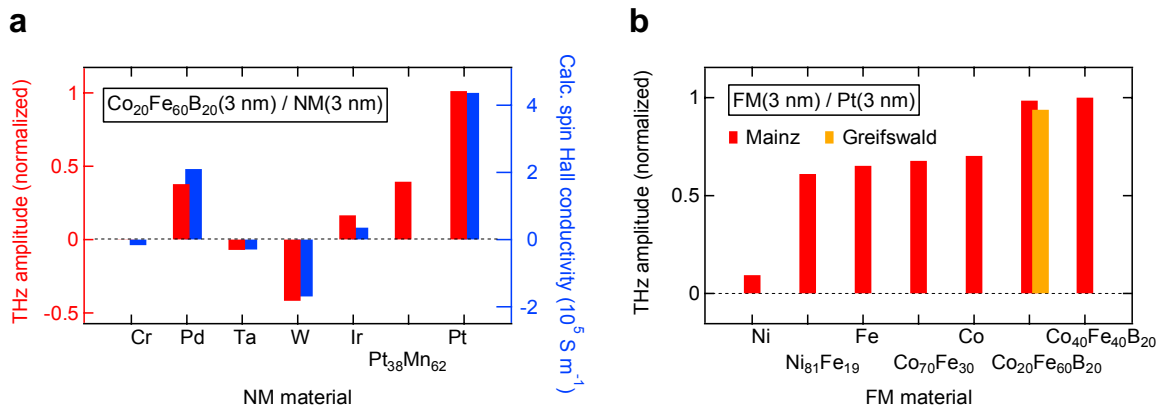 a
THz amplitude (normalized)
1
0.5
0
-0.5
Co₂₀Fe₆₀B₂₀(3 nm) / NM(3 nm)
4
2
0
-2
Calc. spin Hall conductivity (10⁵ S m⁻¹)
Cr Pd Ta W Ir Pt
Pt₃₈Mn₆₂
NM material
b
THz amplitude (normalized)
1
0.5
0
FM(3 nm) / Pt(3 nm)
Mainz Greifswald
Ni Fe Co Co₄₀Fe₄₀B₂₀
Ni₈₁Fe₁₉ Co₇₀Fe₃₀ Co₂₀Fe₆₀B₂₀
FM material